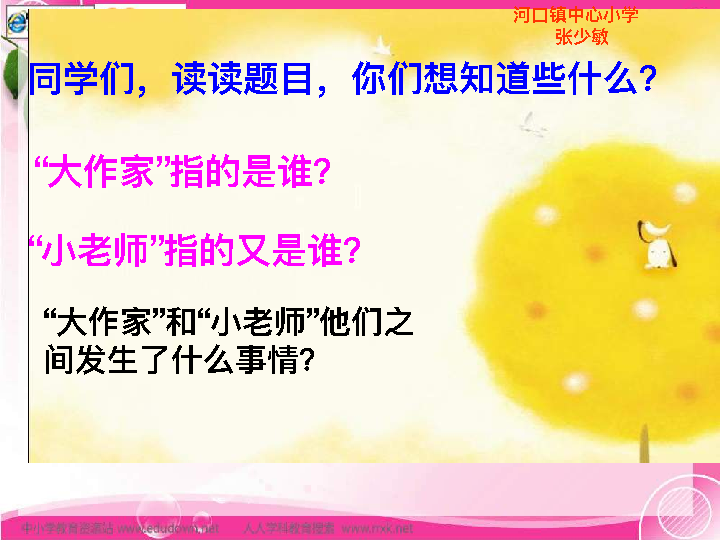 河口镇中心小学
张少敏
同学们，读读题目，你们想知道些什么？
“大作家”指的是谁？
“小老师”指的又是谁？
“大作家”和“小老师”他们之
间发生了什么事情？
中小学教育资源站 www.edudown.net 人人学科教育搜索 www.rrxk.net